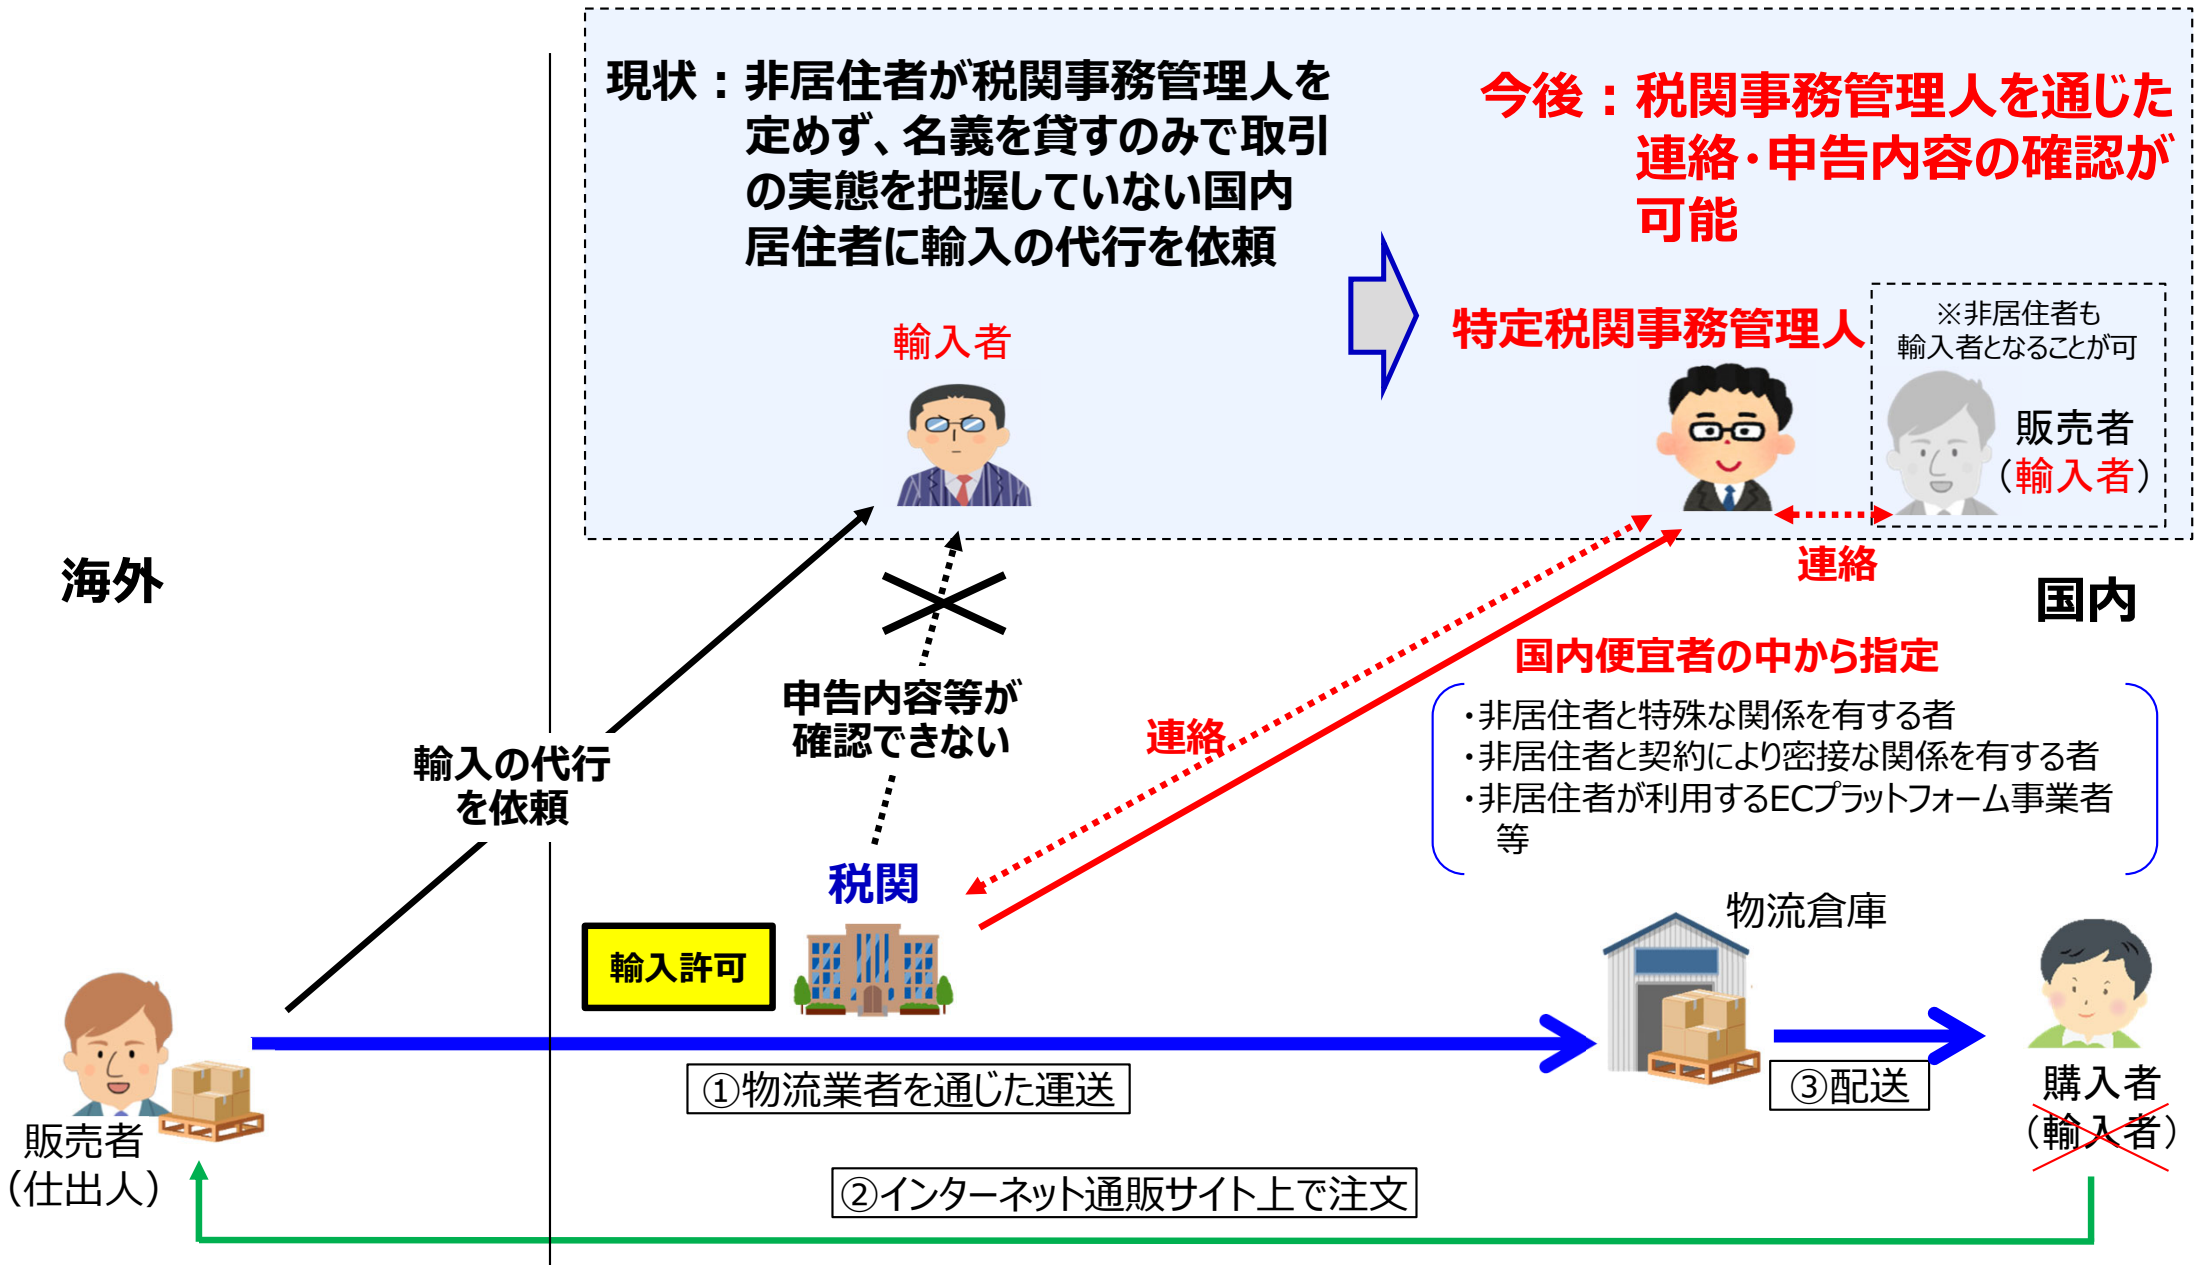 現状：非居住者が税関事務管理人を
定めず、名義を貸すのみで取引
の実態を把握していない国内
居住者に輸入の代行を依頼
今後：税関事務管理人を通じた
連絡・申告内容の確認が
可能
輸入者
特定税関事務管理人
※非居住者も
輸入者となることが可
販売者
（輸入者）
連絡
海外
国内
国内便宜者の中から指定
・非居住者と特殊な関係を有する者
・非居住者と契約により密接な関係を有する者
・非居住者が利用するECプラットフォーム事業者
等
申告内容等が
確認できない
連絡
輸入の代行
を依頼
税関
輸入許可
物流倉庫
①物流業者を通じた運送
③配送
購入者
（輸入者）
販売者
（仕出人）
②インターネット通販サイト上で注文